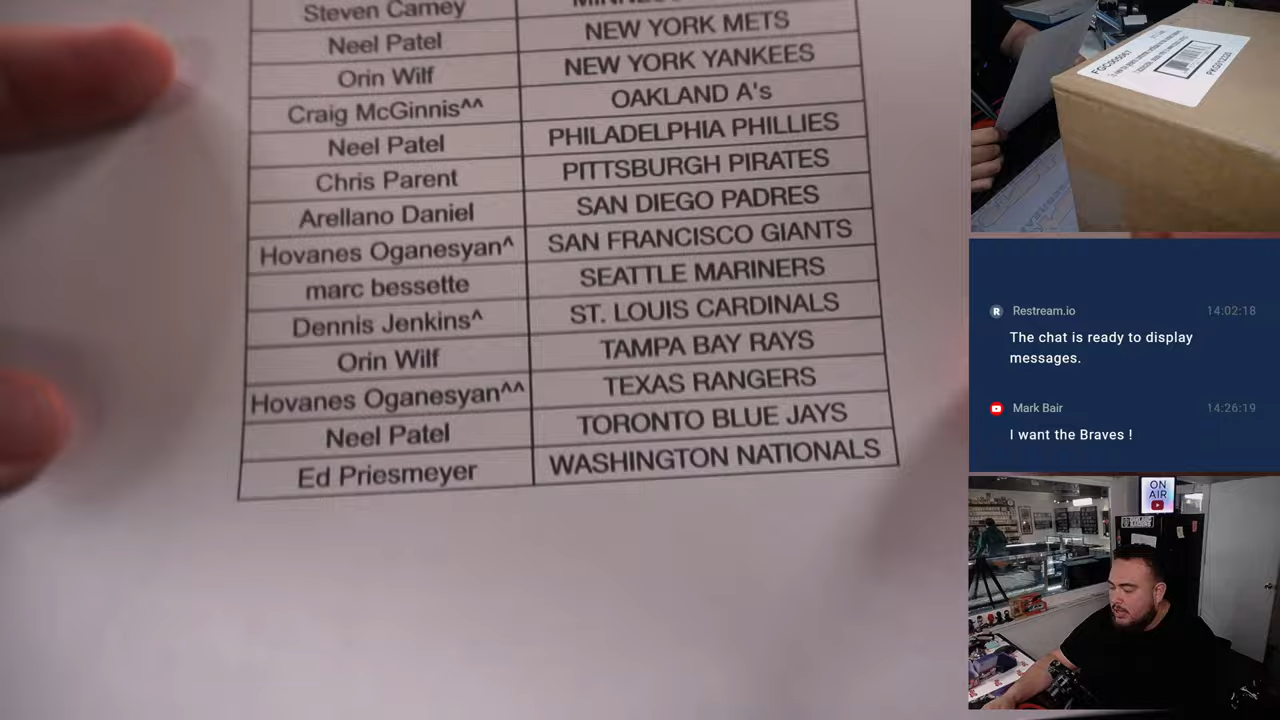 Steven Camey
Neel Patel NEW YORK METS
Orin Wilf NEW YORK YANKEES
Craig McGinnis^^ OAKLAND A's
Neel Patel PHILADELPHIA PHILLIES
Chris Parent PITTSBURGH PIRATES
Arellano Daniel SAN DIEGO PADRES
Hovanes Oganesyan^ SAN FRANCISCO GIANTS
marc bessette SEATTLE MARINERS
Dennis Jenkins^ ST. LOUIS CARDINALS
Orin Wilf TAMPA BAY RAYS
Hovanes Oganesyan^^ TEXAS RANGERS
Neel Patel TORONTO BLUE JAYS
Ed Priesmeyer WASHINGTON NATIONALS
R Restream.io 14:02:18
The chat is ready to display
messages.
Mark Bair 14:26:19
I want the Braves !
ON
AIR